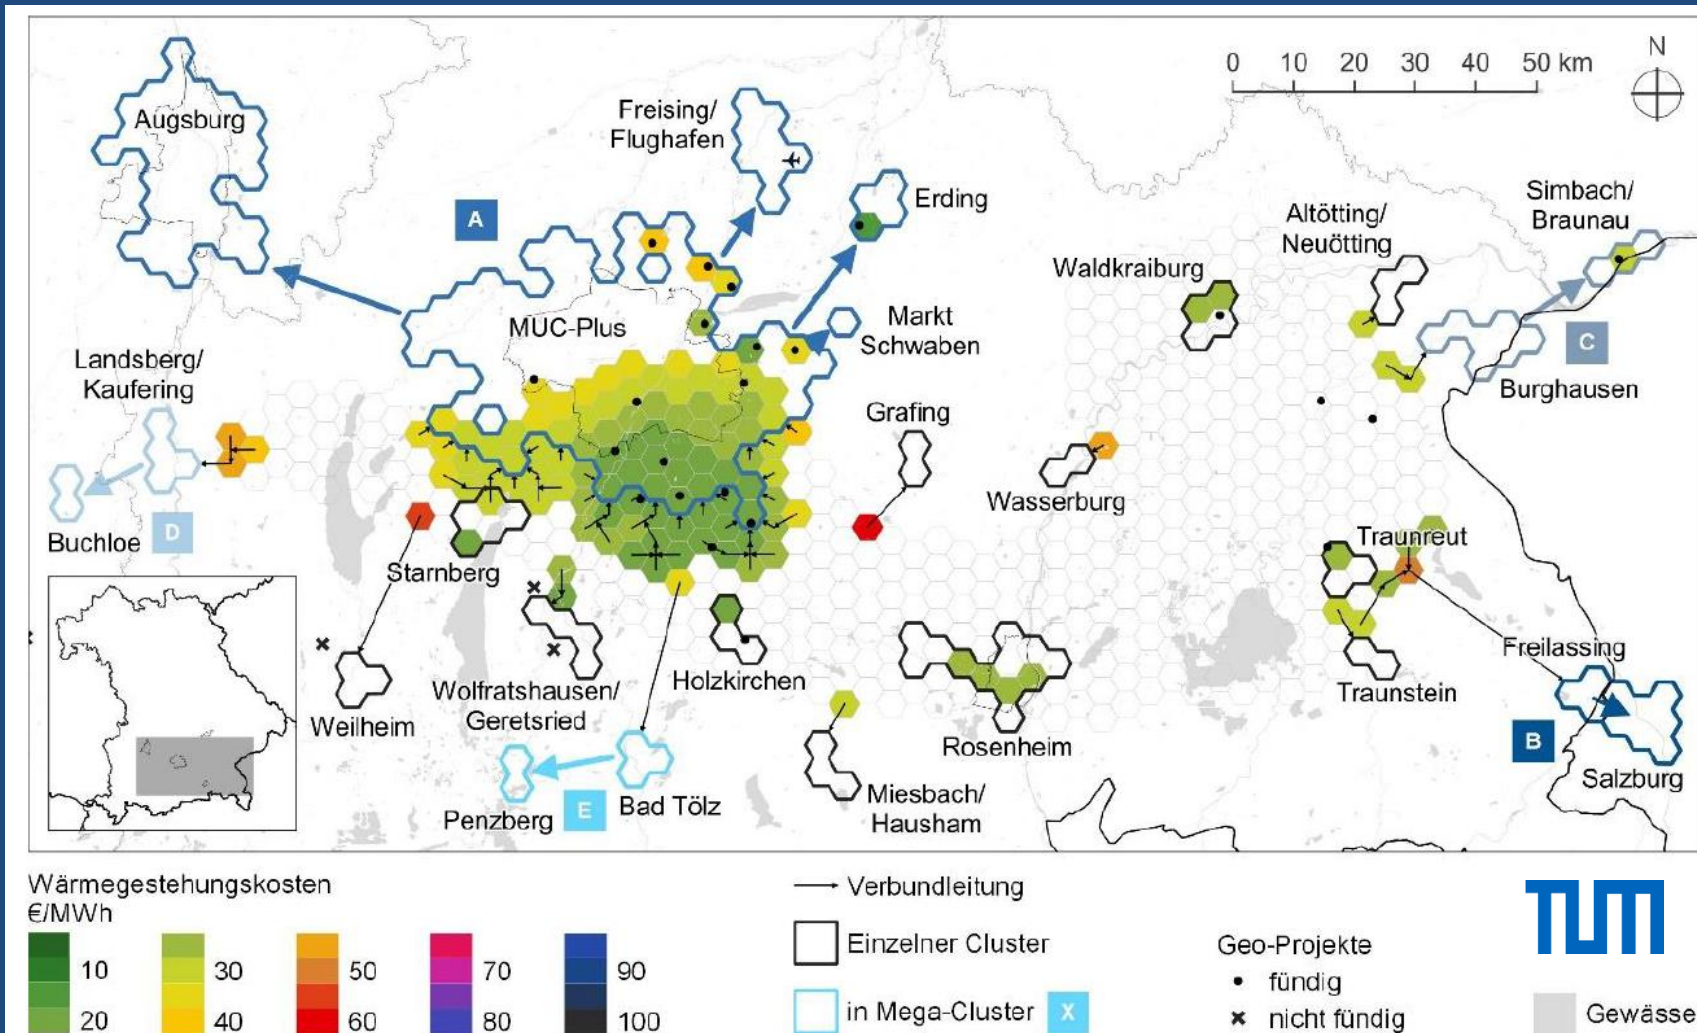 Augsburg
A
Freising/
Flughafen
Erding
0 10 20 30 40 50 km
N
Simbach/
Braunau
Altötting/
Neuötting
Waldkraiburg
MUC-Plus
Markt
Schwaben
C
Burghausen
Landsberg/
Kaufering
Grafing
Wasserburg
Buchloe
D
Starnberg
Traunreut
Freilassing
Traunstein
Holzkirchen
Wolfratshausen/
Geretsried
Weilheim
Rosenheim
B
Salzburg
Penzberg
E
Bad Tölz
Miesbach/
Hausham
Wärmegestehungskosten
€/MWh
10
20
30
40
50
60
70
80
90
100
Verbundleitung
Einzelner Cluster
in Mega-Cluster X
Geo-Projekte
fündig
nicht fündig
TUM
Gewässe